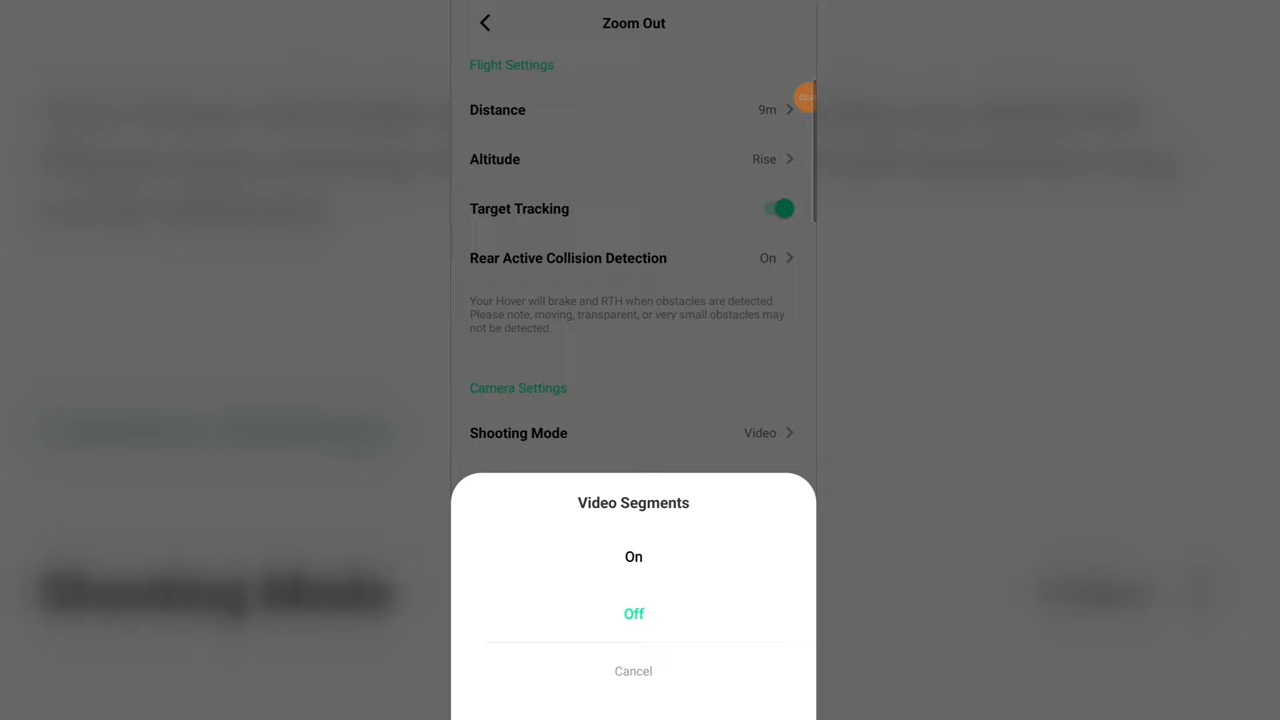 Zoom Out
Flight Settings
Distance 9m
Altitude Rise
Target Tracking
Rear Active Collision Detection On
Your Hover will brake and RTH when obstacles are detected.
Please note, moving, transparent, or very small obstacles may
not be detected.
Camera Settings
Shooting Mode Video
Video Segments
On
Off
Cancel